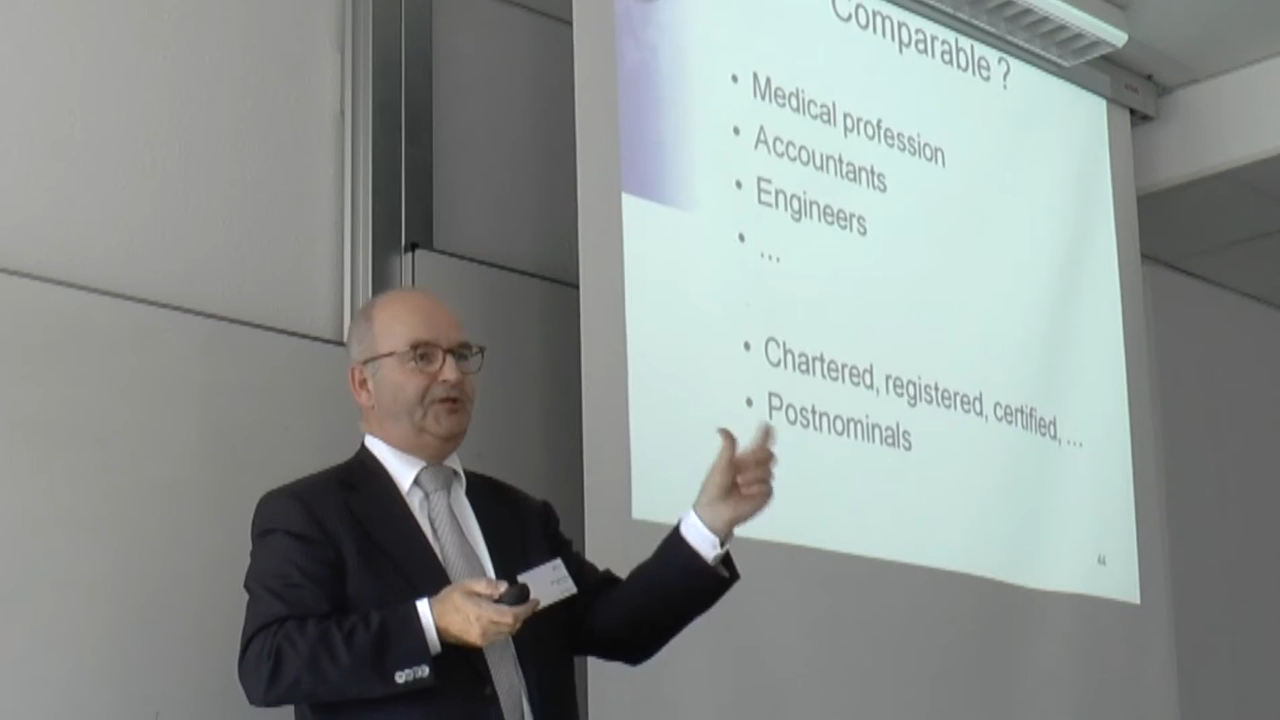 Comparable ?
• Medical profession
• Accountants
• Engineers
• ...
• Chartered, registered, certified, ...
• Postnominals
44